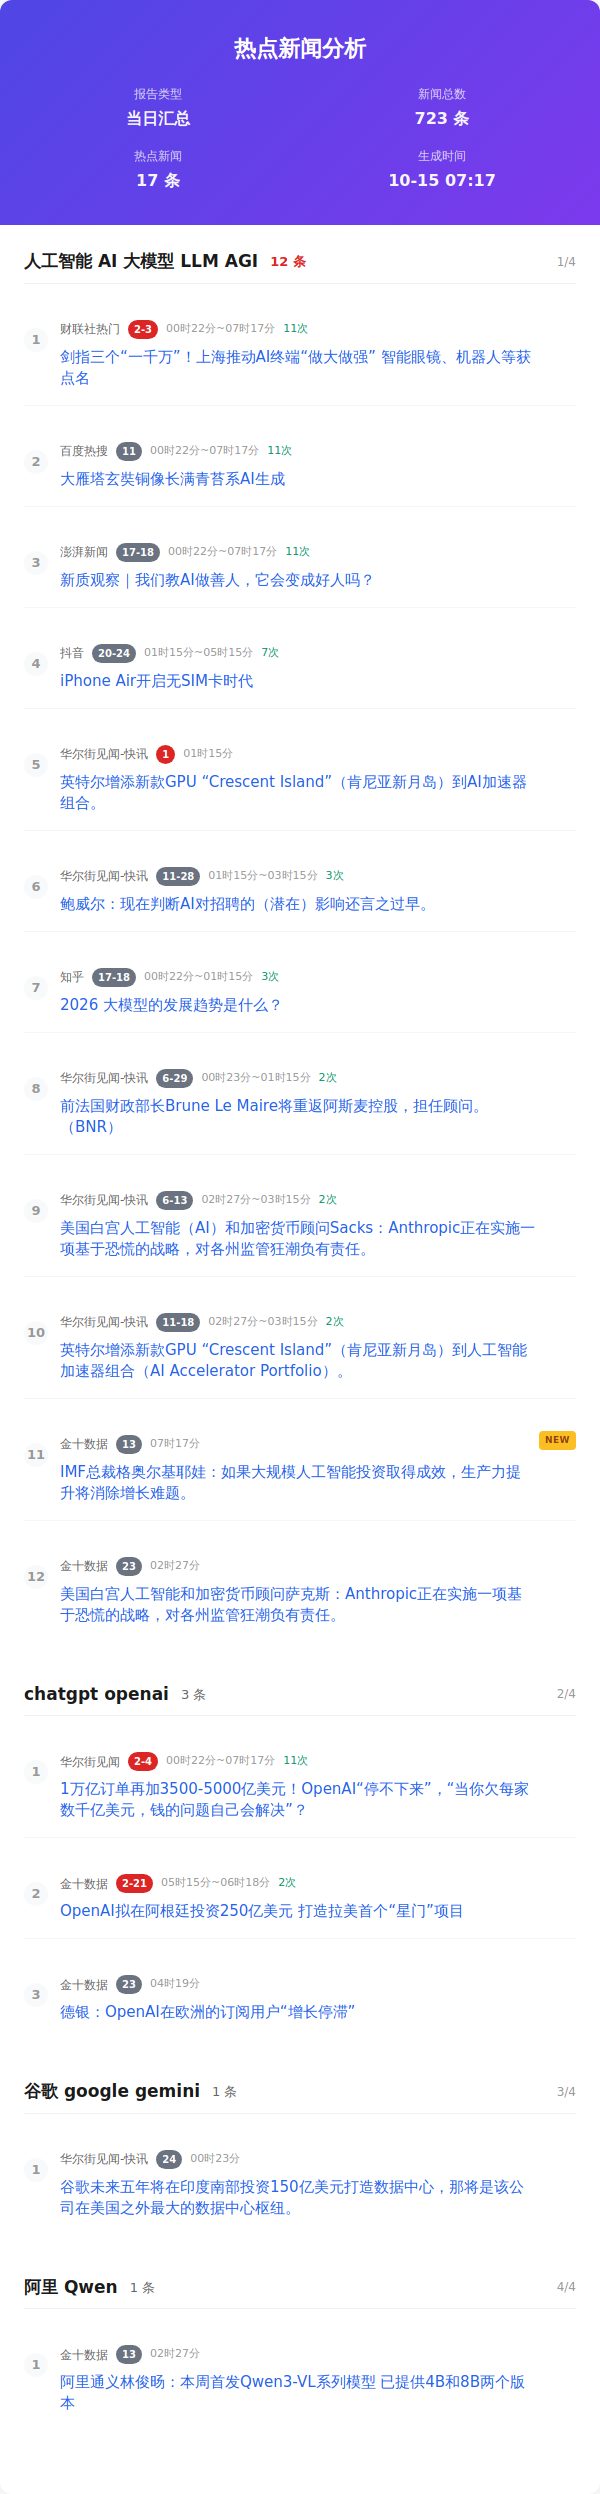 热点新闻分析
报告类型
当日汇总
新闻总数
723 条
热点新闻
17 条
生成时间
10-15 07:17
人工智能 AI 大模型 LLM AGI 12 条 1/4
1
财联社热门 2-3 00时22分~07时17分 11次
剑指三个“一千万”！上海推动AI终端“做大做强” 智能眼镜、机器人等获
点名
2
百度热搜 11 00时22分~07时17分 11次
大雁塔玄奘铜像长满青苔系AI生成
3
澎湃新闻 17-18 00时22分~07时17分 11次
新质观察｜我们教AI做善人，它会变成好人吗？
4
抖音 20-24 01时15分~05时15分 7次
iPhone Air开启无SIM卡时代
5
华尔街见闻-快讯 1 01时15分
英特尔增添新款GPU “Crescent Island”（肯尼亚新月岛）到AI加速器
组合。
6
华尔街见闻-快讯 11-28 01时15分~03时15分 3次
鲍威尔：现在判断AI对招聘的（潜在）影响还言之过早。
7
知乎 17-18 00时22分~01时15分 3次
2026 大模型的发展趋势是什么？
8
华尔街见闻-快讯 6-29 00时23分~01时15分 2次
前法国财政部长Brune Le Maire将重返阿斯麦控股，担任顾问。
（BNR）
9
华尔街见闻-快讯 6-13 02时27分~03时15分 2次
美国白宫人工智能（AI）和加密货币顾问Sacks：Anthropic正在实施一
项基于恐慌的战略，对各州监管狂潮负有责任。
10
华尔街见闻-快讯 11-18 02时27分~03时15分 2次
英特尔增添新款GPU “Crescent Island”（肯尼亚新月岛）到人工智能
加速器组合（AI Accelerator Portfolio）。
11
金十数据 13 07时17分 NEW
IMF总裁格奥尔基耶娃：如果大规模人工智能投资取得成效，生产力提
升将消除增长难题。
12
金十数据 23 02时27分
美国白宫人工智能和加密货币顾问萨克斯：Anthropic正在实施一项基
于恐慌的战略，对各州监管狂潮负有责任。
chatgpt openai 3 条 2/4
1
华尔街见闻 2-4 00时22分~07时17分 11次
1万亿订单再加3500-5000亿美元！OpenAI“停不下来”，“当你欠每家
数千亿美元，钱的问题自己会解决”？
2
金十数据 2-21 05时15分~06时18分 2次
OpenAI拟在阿根廷投资250亿美元 打造拉美首个“星门”项目
3
金十数据 23 04时19分
德银：OpenAI在欧洲的订阅用户“增长停滞”
谷歌 google gemini 1 条 3/4
1
华尔街见闻-快讯 24 00时23分
谷歌未来五年将在印度南部投资150亿美元打造数据中心，那将是该公
司在美国之外最大的数据中心枢纽。
阿里 Qwen 1 条 4/4
1
金十数据 13 02时27分
阿里通义林俊旸：本周首发Qwen3-VL系列模型 已提供4B和8B两个版
本